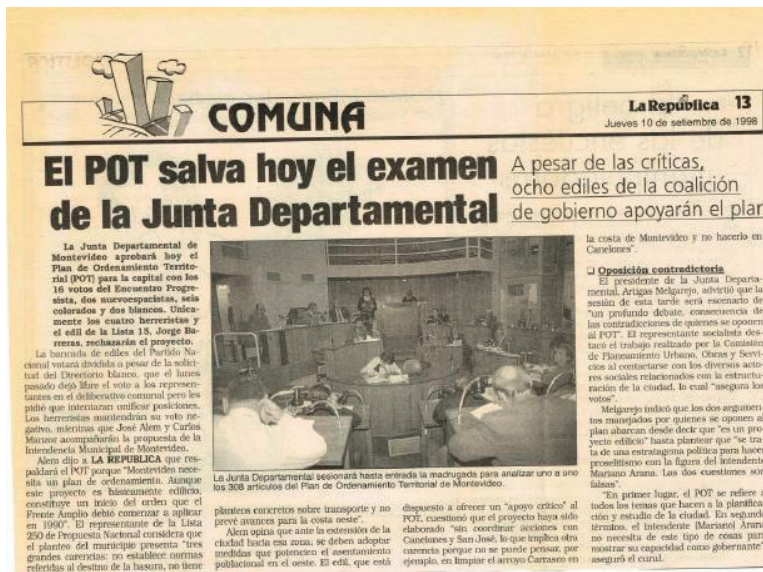 COMUNA
La República 13
Jueves 10 de setiembre de 1998
El POT salva hoy el examen
de la Junta Departamental
A pesar de las críticas,
ocho ediles de la coalición
de gobierno apoyarán el plan
La Junta Departamental de
Montevideo aprobará hoy el
Plan de Ordenamiento Territo-
rial (POT) para la capital con los
16 votos del Encuentro Progre-
sista, dos nuevoespacistas, seis
colorados y dos blancos. Unica-
mente los cuatro herreristas y
el edil de la Lista 15, Jorge Ba-
rreras, rechazarán el proyecto.
La bancada de ediles del Partido Na-
cional votará dividida a pesar de la solici-
tud del Directorio blanco, que el lunes
pasado dejó libre el voto a los represen-
tantes en el deliberativo comunal pero les
pidió que intentaran unificar posiciones.
Los herreristas mantendrán su voto ne-
gativo, mientras que José Alem y Carlos
Manzor acompañarán la propuesta de la
Intendencia Municipal de Montevideo.
Alem dijo a LA REPUBLICA que res-
paldará el POT porque "Montevideo nece-
sita un plan de ordenamiento. Aunque
este proyecto es básicamente edilicio,
constituye un inicio del orden que el
Frente Amplio debió comenzar a aplicar
en 1990". El representante de la Lista
250 de Propuesta Nacional considera que
el planteo del municipio presenta "tres
grandes carencias: no establece normas
referidas al destino de la basura, no tiene
La Junta Departamental sesionará hasta entrada la madrugada para analizar uno a uno
los 308 artículos del Plan de Ordenamiento Territorial de Montevideo.
planteos concretos sobre transporte y no
prevé avances para la costa oeste".
Alem opina que ante la extensión de la
ciudad hacia esa zona, se deben adoptar
medidas que potencien el asentamiento
poblacional en el oeste. El edil, que está
dispuesto a ofrecer un "apoyo crítico" al
POT, cuestionó que el proyecto haya sido
elaborado "sin coordinar acciones con
Canelones y San José, lo que implica otra
carencia porque no se puede pensar, por
ejemplo, en limpiar el arroyo Carrasco en
la costa de Montevideo y no hacerlo en
Canelones".
❑ Oposición contradictoria
El presidente de la Junta Departa-
mental, Artigas Melgarejo, advirtió que la
sesión de esta tarde será escenario de
"un profundo debate, consecuencia de
las contradicciones de quienes se oponen
al POT". El representante socialista des-
tacó el trabajo realizado por la Comisión
de Planeamiento Urbano, Obras y Servi-
cios al contactarse con los diversos acto-
res sociales relacionados con la estructu-
ración de la ciudad, lo cual "asegura los
votos".
Melgarejo indicó que los dos argumen-
tos manejados por quienes se oponen al
plan abarcan desde decir que "es un pro-
yecto edilicio" hasta plantear que "se tra-
ta de una estratagema política para hacer
proselitismo con la figura del intendente
Mariano Arana. Las dos cuestiones son
falsas".
"En primer lugar, el POT se refiere a
todos los temas que hacen a la planifica-
ción y estudio de la ciudad. En segundo
término, el intendente (Mariano) Arana
no necesita de este tipo de cosas para
mostrar su capacidad como gobernante"
aseguró el curul.